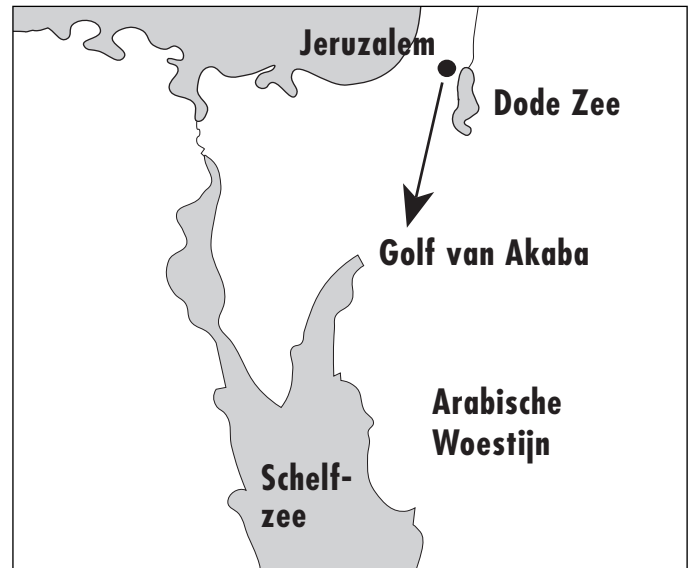 Jeruzalem
Dode Zee
Golf van Akaba
Arabische
Woestijn
Schelf-
zee